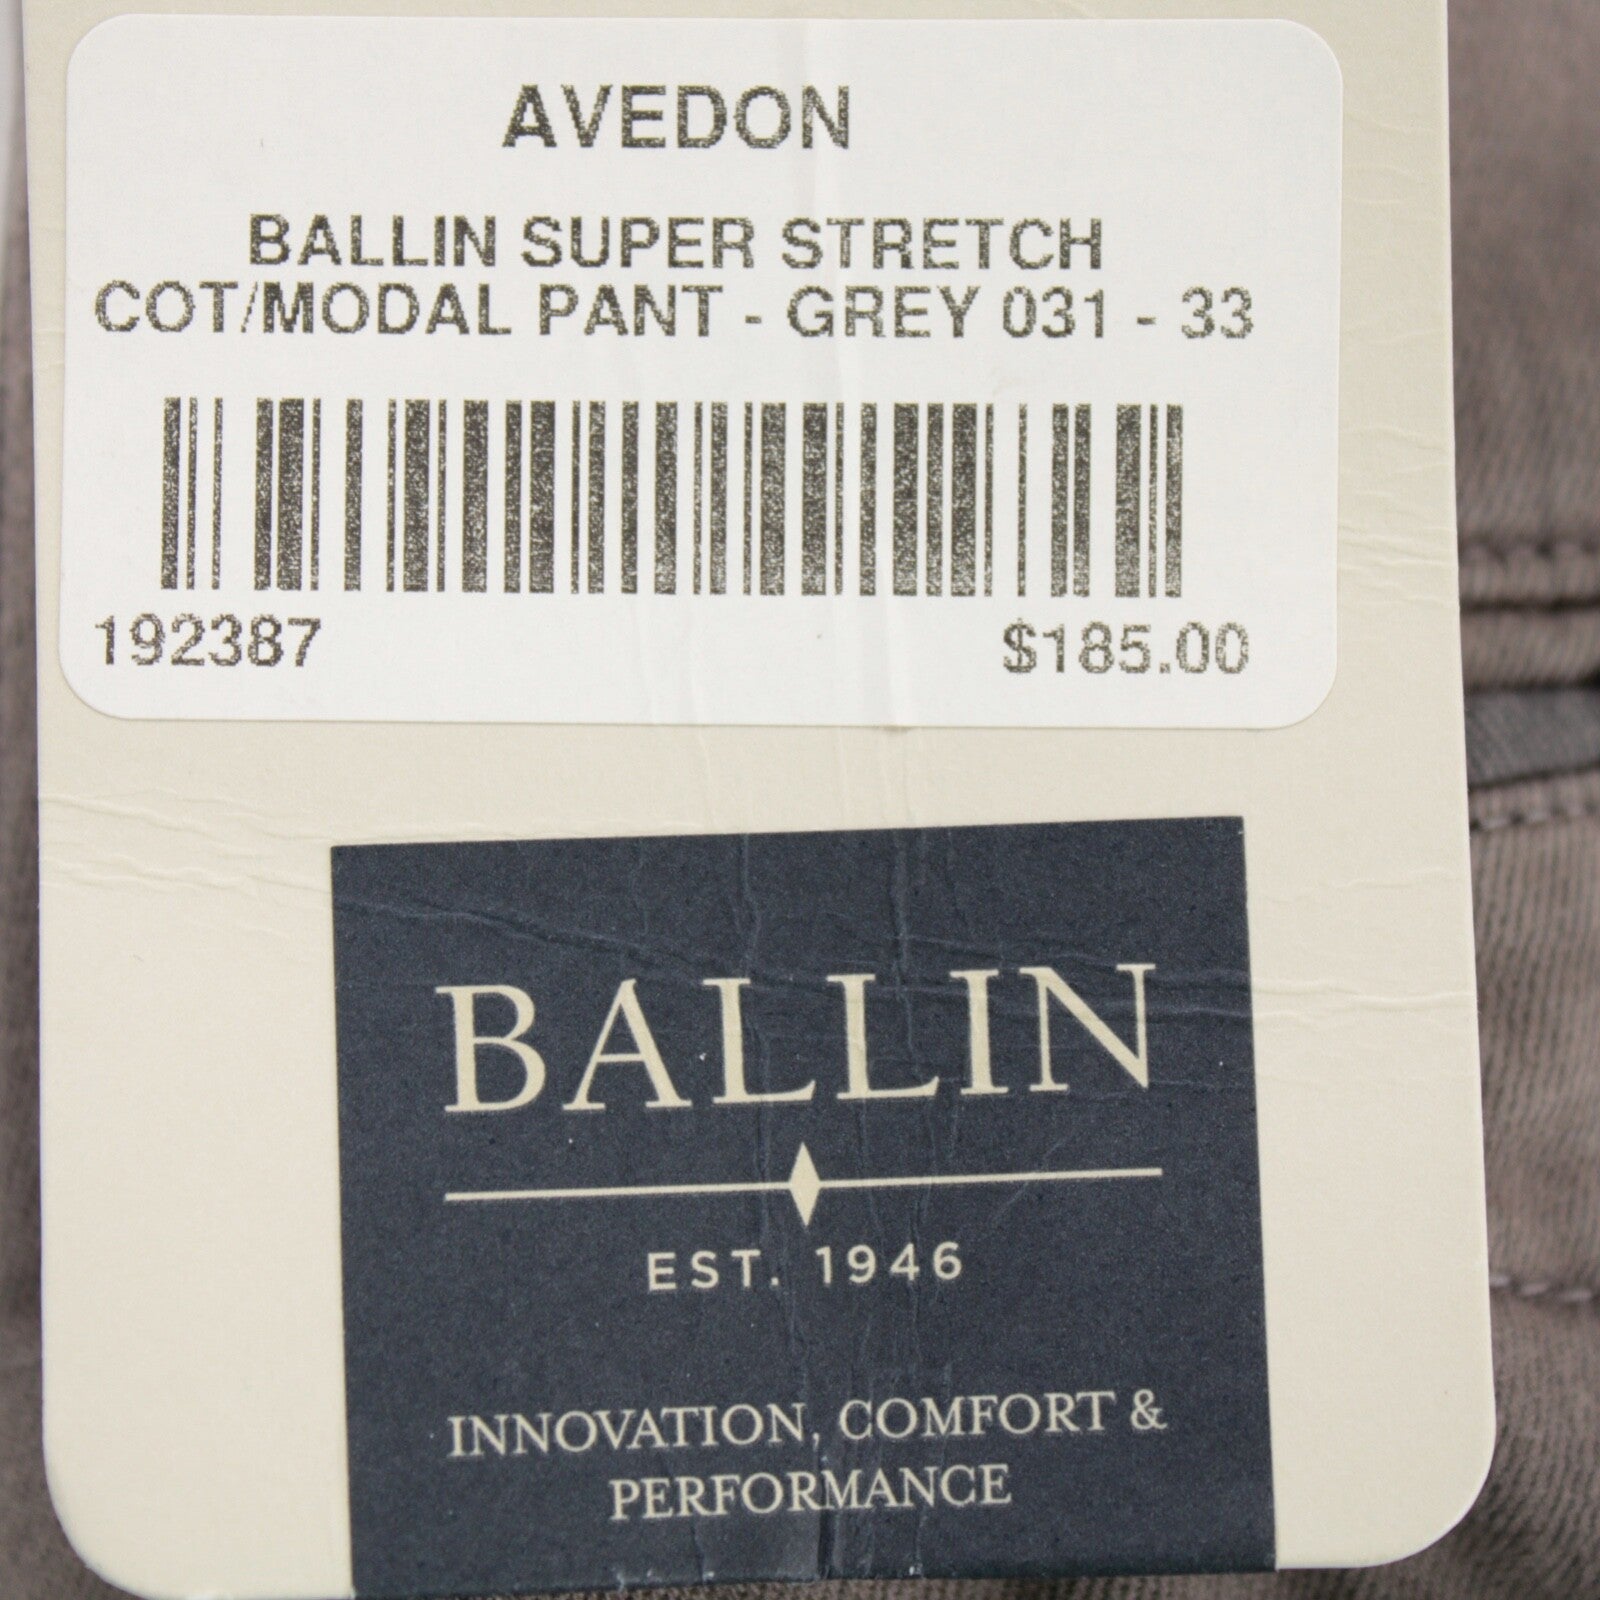 AVEDON
BALLIN SUPER STRETCH
COT/MODAL PANT - GREY 031 - 33
192387 $185.00
BALLIN
EST. 1946
INNOVATION, COMFORT &
PERFORMANCE